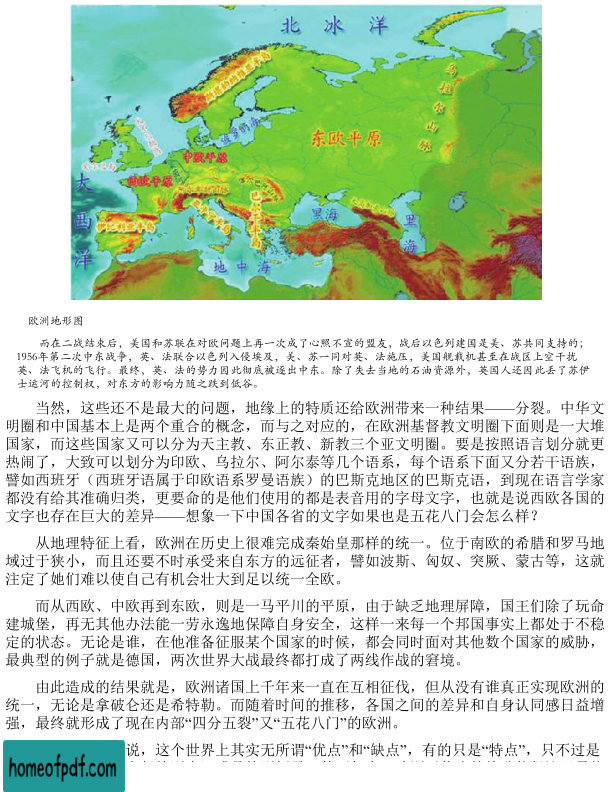 北冰洋
斯堪的纳维亚半岛
乌拉尔山脉
东欧平原
波罗的海
中欧平原
西欧平原
大西洋
伊比利亚半岛
巴尔干半岛
里海
里海
地中海
欧洲地形图
而在二战结束后，美国和苏联在对欧问题上再一次成了心照不宣的盟友，战后以色列建国是美、苏共同支持的；
1956年第二次中东战争，英、法联合以色列入侵埃及，美、苏一同对英、法施压，美国舰载机甚至在战区上空干扰
英、法飞机的飞行。最终，英、法的势力因此彻底被逐出中东。除了失去当地的石油资源外，英国人还因此丢了苏伊
士运河的控制权，对东方的影响力随之跌到低谷。
当然，这些还不是最大的问题，地缘上的特质还给欧洲带来一种结果——分裂。中华文
明圈和中国基本上是两个重合的概念，而与之对应的，在欧洲基督教文明圈下面则是一大堆
国家，而这些国家又可以分为天主教、东正教、新教三个亚文明圈。要是按照语言划分就更
热闹了，大致可以划分为印欧、乌拉尔、阿尔泰等几个语系，每个语系下面又分若干语族，
譬如西班牙（西班牙语属于印欧语系罗曼语族）的巴斯克地区的巴斯克语，到现在语言学家
都没有给其准确归类，更要命的是他们使用的都是表音用的字母文字，也就是说西欧各国的
文字也存在巨大的差异——想象一下中国各省的文字如果也是五花八门会怎么样？
从地理特征上看，欧洲在历史上很难完成秦始皇那样的统一。位于南欧的希腊和罗马地
域过于狭小，而且还要不时承受来自东方的远征者，譬如波斯、匈奴、突厥、蒙古等，这就
注定了她们难以使自己有机会壮大到足以统一全欧。
而从西欧、中欧再到东欧，则是一马平川的平原，由于缺乏地理屏障，国王们除了玩命
建城堡，再无其他办法能一劳永逸地保障自身安全，这样一来每一个邦国事实上都处于不稳
定的状态。无论是谁，在他准备征服某个国家的时候，都会同时面对其他数个国家的威胁，
最典型的例子就是德国，两次世界大战最终都打成了两线作战的窘境。
由此造成的结果就是，欧洲诸国上千年来一直在互相征伐，但从没有谁真正实现欧洲的
统一，无论是拿破仑还是希特勒。而随着时间的推移，各国之间的差异和自身认同感日益增
强，最终就形成了现在内部“四分五裂”又“五花八门”的欧洲。
说，这个世界上其实无所谓“优点”和“缺点”，有的只是“特点”，只不过是
homeofpdf.com